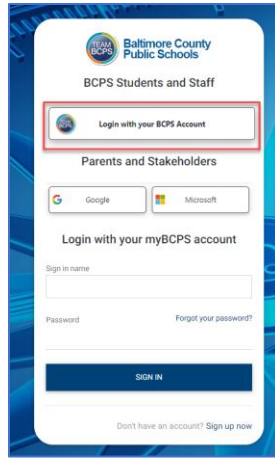 TEAM
BCPS
Baltimore County
Public Schools
BCPS Students and Staff
Login with your BCPS Account
Parents and Stakeholders
Google
Microsoft
Login with your myBCPS account
Sign in name
Password
Forgot your password?
SIGN IN
Don't have an account? Sign up now